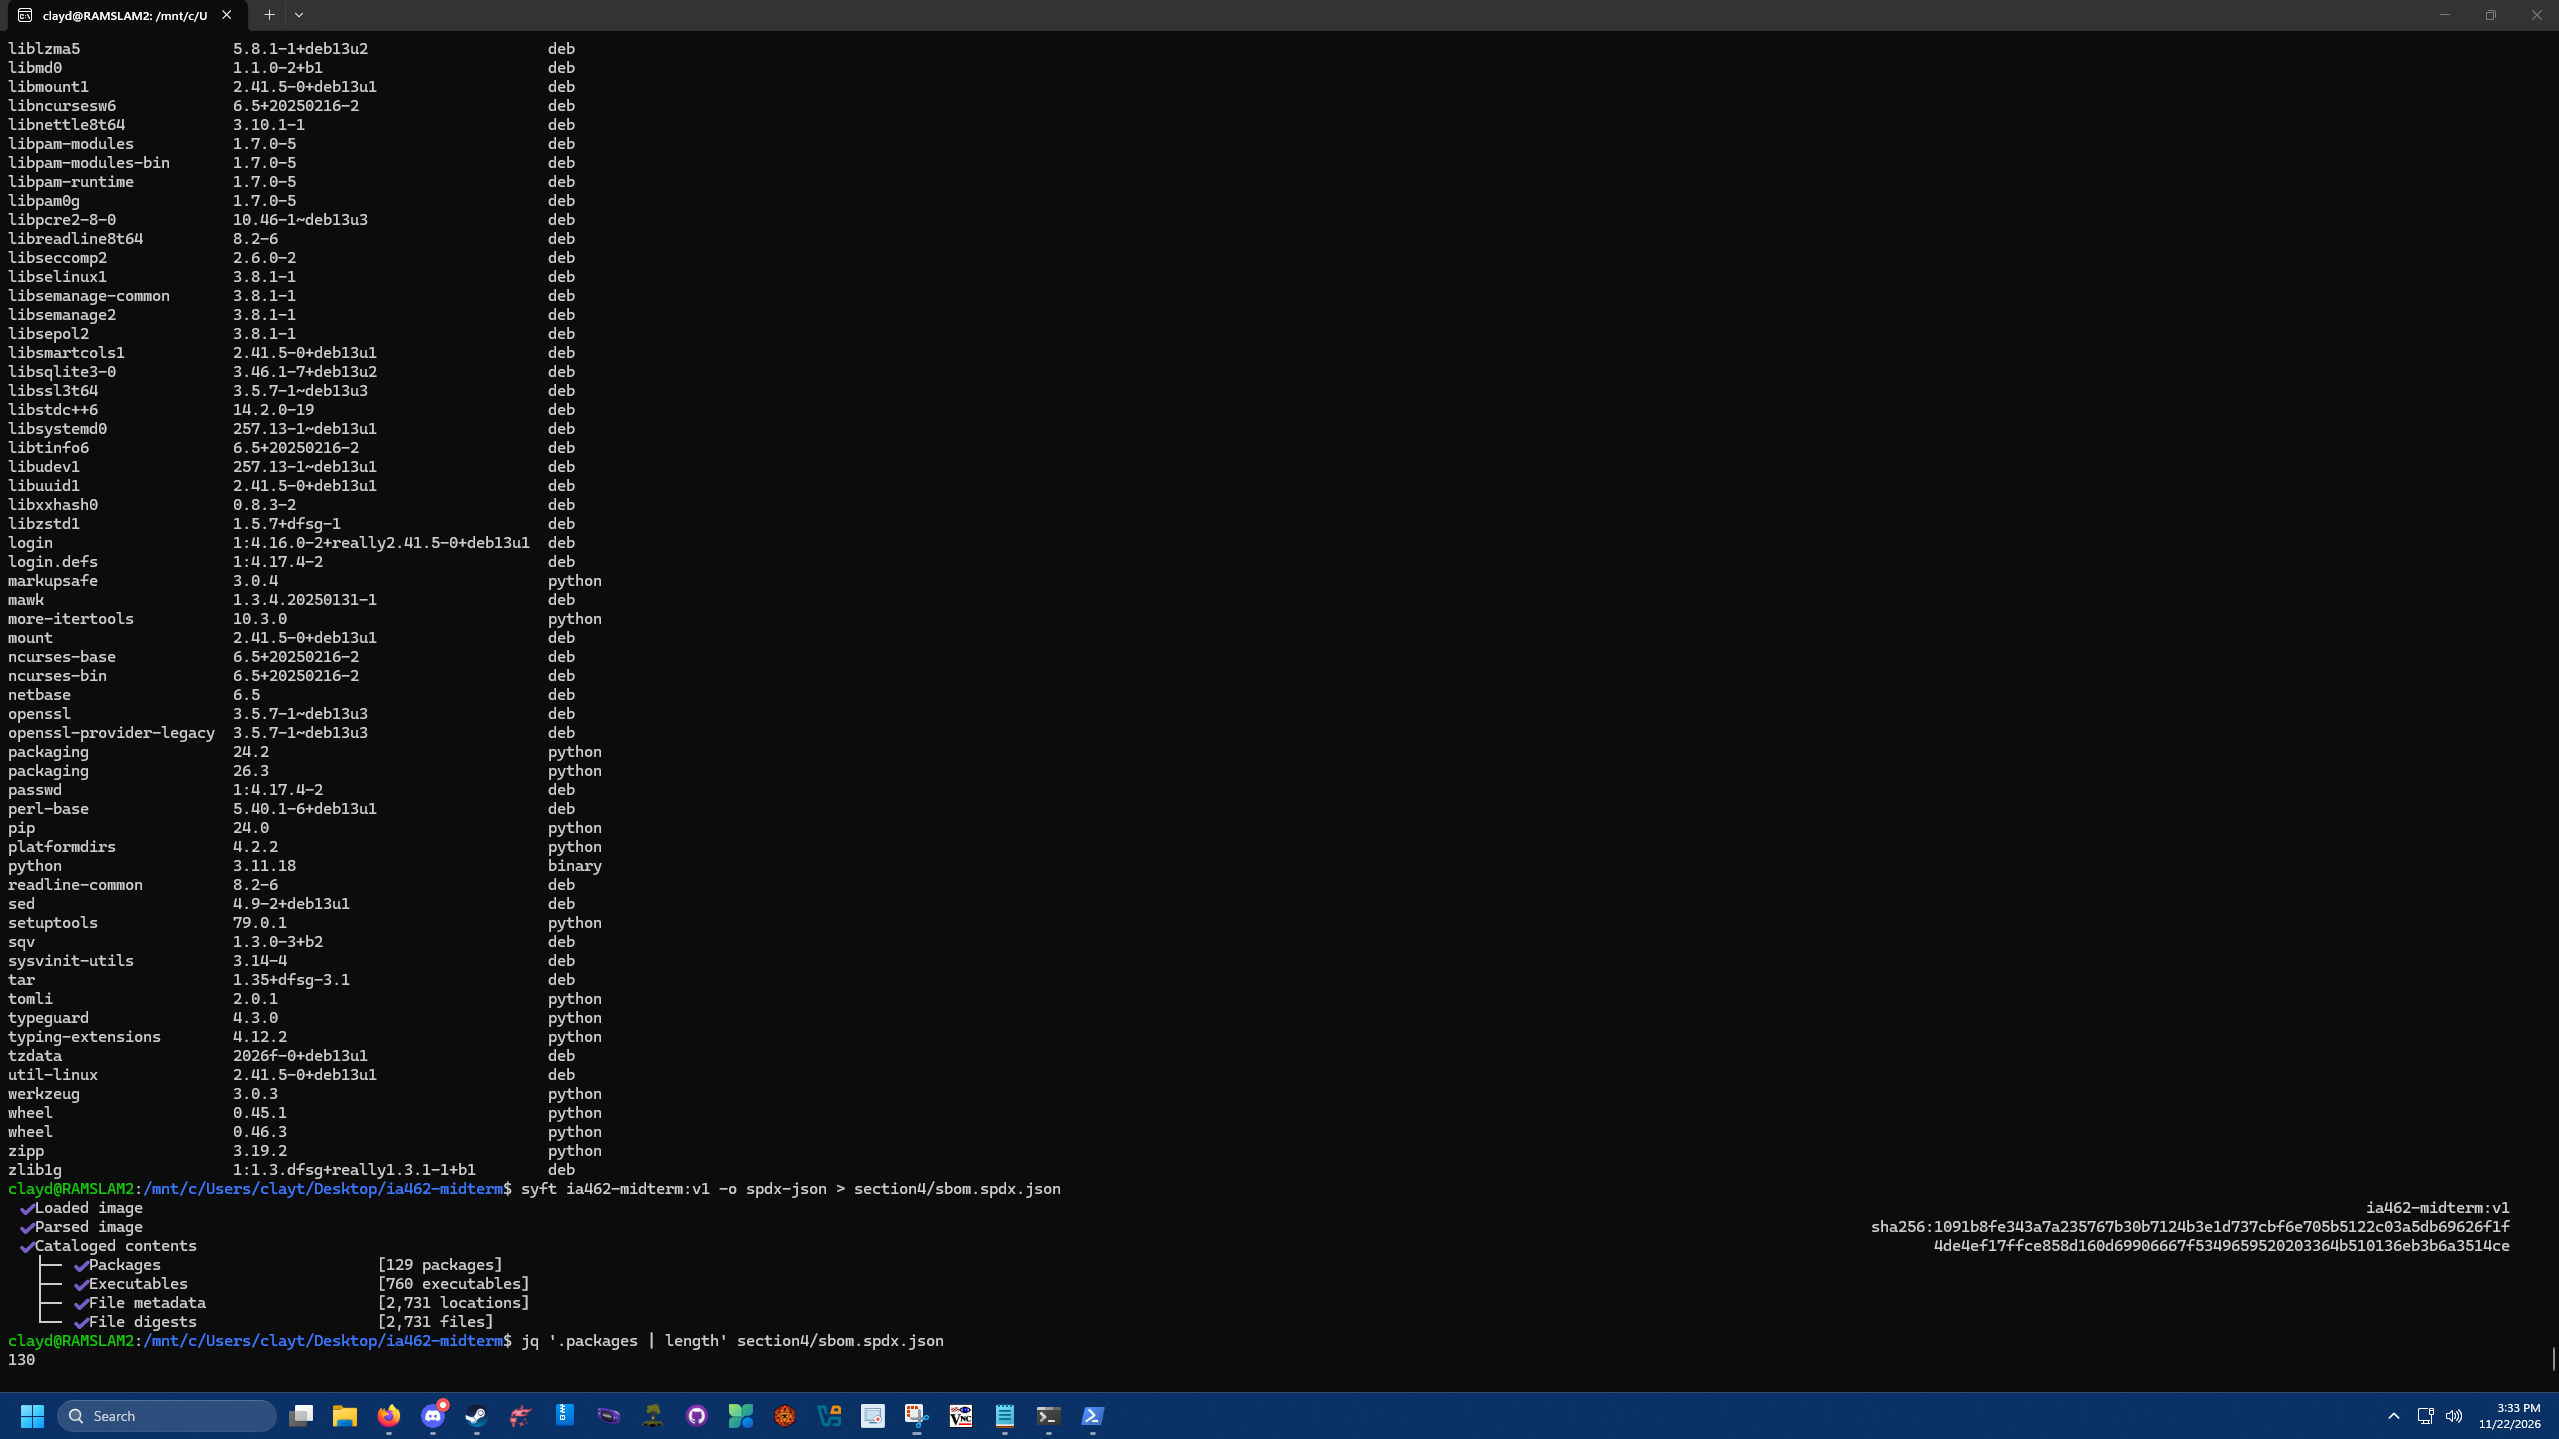 clayd@RAMSLAM2: /mnt/c/U
liblzma5 5.8.1-1+deb13u2 deb
libmd0 1.1.0-2+b1 deb
libmount1 2.41.5-0+deb13u1 deb
libncursesw6 6.5+20250216-2 deb
libnettle8t64 3.10.1-1 deb
libpam-modules 1.7.0-5 deb
libpam-modules-bin 1.7.0-5 deb
libpam-runtime 1.7.0-5 deb
libpam0g 1.7.0-5 deb
libpcre2-8-0 10.46-1~deb13u3 deb
libreadline8t64 8.2-6 deb
libseccomp2 2.6.0-2 deb
libselinux1 3.8.1-1 deb
libsemanage-common 3.8.1-1 deb
libsemanage2 3.8.1-1 deb
libsepol2 3.8.1-1 deb
libsmartcols1 2.41.5-0+deb13u1 deb
libsqlite3-0 3.46.1-7+deb13u2 deb
libssl3t64 3.5.7-1~deb13u3 deb
libstdc++6 14.2.0-19 deb
libsystemd0 257.13-1~deb13u1 deb
libtinfo6 6.5+20250216-2 deb
libudev1 257.13-1~deb13u1 deb
libuuid1 2.41.5-0+deb13u1 deb
libxxhash0 0.8.3-2 deb
libzstd1 1.5.7+dfsg-1 deb
login 1:4.16.0-2+really2.41.5-0+deb13u1 deb
login.defs 1:4.17.4-2 deb
markupsafe 3.0.4 python
mawk 1.3.4.20250131-1 deb
more-itertools 10.3.0 python
mount 2.41.5-0+deb13u1 deb
ncurses-base 6.5+20250216-2 deb
ncurses-bin 6.5+20250216-2 deb
netbase 6.5 deb
openssl 3.5.7-1~deb13u3 deb
openssl-provider-legacy 3.5.7-1~deb13u3 deb
packaging 24.2 python
packaging 26.3 python
passwd 1:4.17.4-2 deb
perl-base 5.40.1-6+deb13u1 deb
pip 24.0 python
platformdirs 4.2.2 python
python 3.11.18 binary
readline-common 8.2-6 deb
sed 4.9-2+deb13u1 deb
setuptools 79.0.1 python
sqv 1.3.0-3+b2 deb
sysvinit-utils 3.14-4 deb
tar 1.35+dfsg-3.1 deb
tomli 2.0.1 python
typeguard 4.3.0 python
typing-extensions 4.12.2 python
tzdata 2026f-0+deb13u1 deb
util-linux 2.41.5-0+deb13u1 deb
werkzeug 3.0.3 python
wheel 0.45.1 python
wheel 0.46.3 python
zipp 3.19.2 python
zlib1g 1:1.3.dfsg+really1.3.1-1+b1 deb
clayd@RAMSLAM2:/mnt/c/Users/clayt/Desktop/ia462-midterm$ syft ia462-midterm:v1 -o spdx-json > section4/sbom.spdx.json
✔Loaded image ia462-midterm:v1
✔Parsed image sha256:1091b8fe343a7a235767b30b7124b3e1d737cbf6e705b5122c03a5db69626f1f
✔Cataloged contents 4de4ef17ffce858d160d69906667f5349659520203364b510136eb3b6a3514ce
├── ✔Packages [129 packages]
├── ✔Executables [760 executables]
├── ✔File metadata [2,731 locations]
└── ✔File digests [2,731 files]
clayd@RAMSLAM2:/mnt/c/Users/clayt/Desktop/ia462-midterm$ jq '.packages | length' section4/sbom.spdx.json
130
Search
3:33 PM
11/22/2026